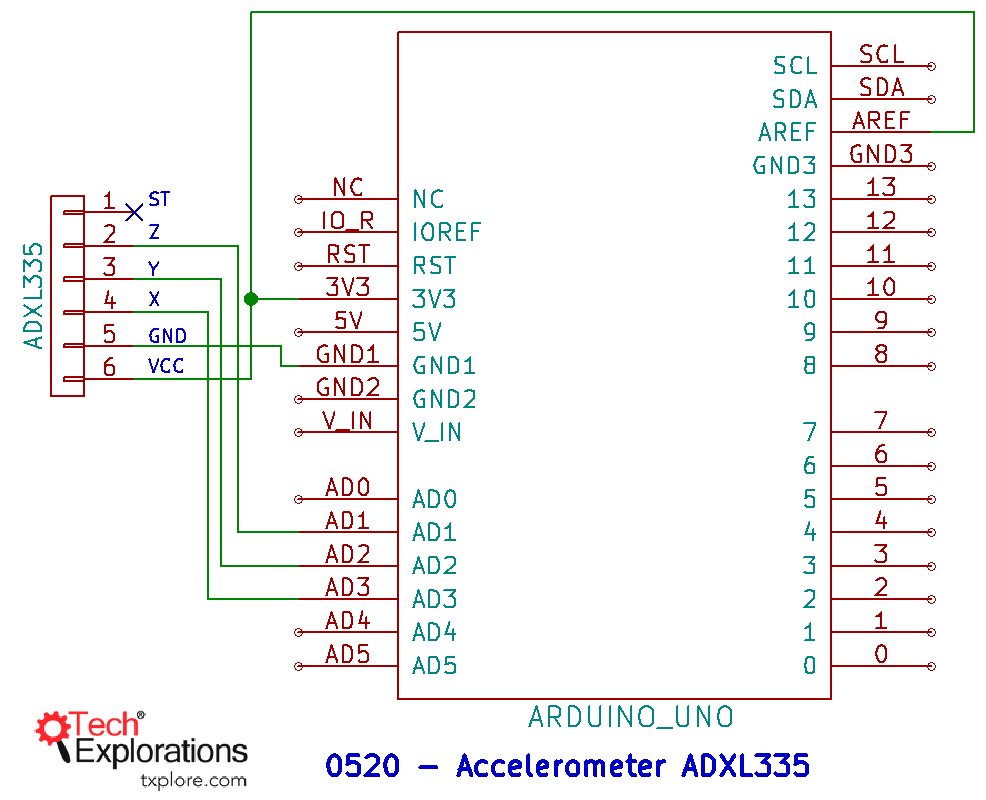 SCL SCL
SDA SDA
AREF AREF
GND3 GND3
NC NC 13 13
IO_R IOREF 12 12
RST RST 11 11
3V3 3V3 10 10
5V 5V 9 9
GND1 GND1 8 8
GND2 GND2
V_IN V_IN 7 7
6 6
AD0 AD0 5 5
AD1 AD1 4 4
AD2 AD2 3 3
AD3 AD3 2 2
AD4 AD4 1 1
AD5 AD5 0 0
ADXL335
1 ST
2 Z
3 Y
4 X
5 GND
6 VCC
ARDUINO_UNO
Tech®
Explorations
txplore.com
0520 – Accelerometer ADXL335